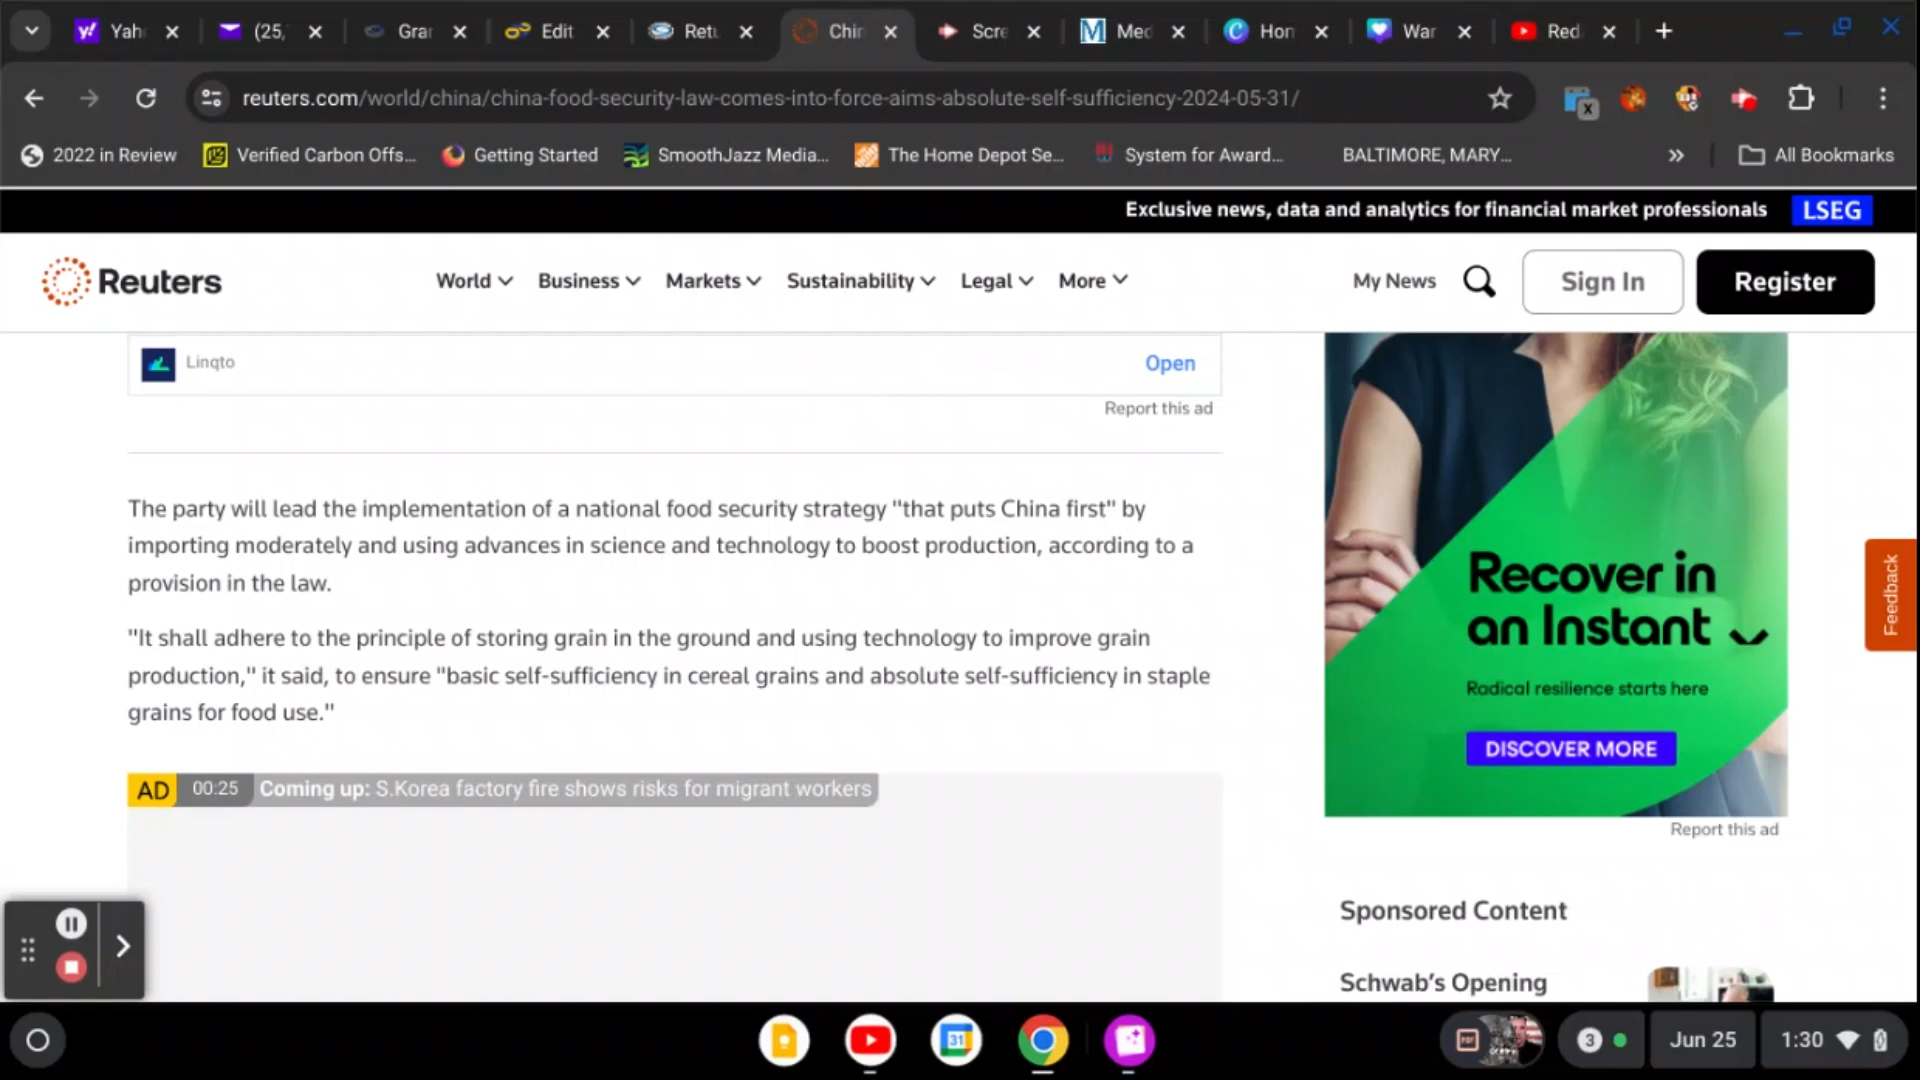 Yah
(25,
Gra
Edit
Retu
Chin
Scre
Med
Hon
War
Red
reuters.com/world/china/china-food-security-law-comes-into-force-aims-absolute-self-sufficiency-2024-05-31/
2022 in Review
Verified Carbon Offs...
Getting Started
SmoothJazz Media...
The Home Depot Se...
System for Award...
BALTIMORE, MARY...
All Bookmarks
Exclusive news, data and analytics for financial market professionals LSEG
Reuters
World
Business
Markets
Sustainability
Legal
More
My News
Sign In
Register
Linqto
Open
Report this ad
The party will lead the implementation of a national food security strategy "that puts China first" by
importing moderately and using advances in science and technology to boost production, according to a
provision in the law.
"It shall adhere to the principle of storing grain in the ground and using technology to improve grain
production," it said, to ensure "basic self-sufficiency in cereal grains and absolute self-sufficiency in staple
grains for food use."
AD 00:25 Coming up: S.Korea factory fire shows risks for migrant workers
Recover in
an Instant
Radical resilience starts here
DISCOVER MORE
Report this ad
Feedback
Sponsored Content
Schwab's Opening
31
3
Jun 25
1:30